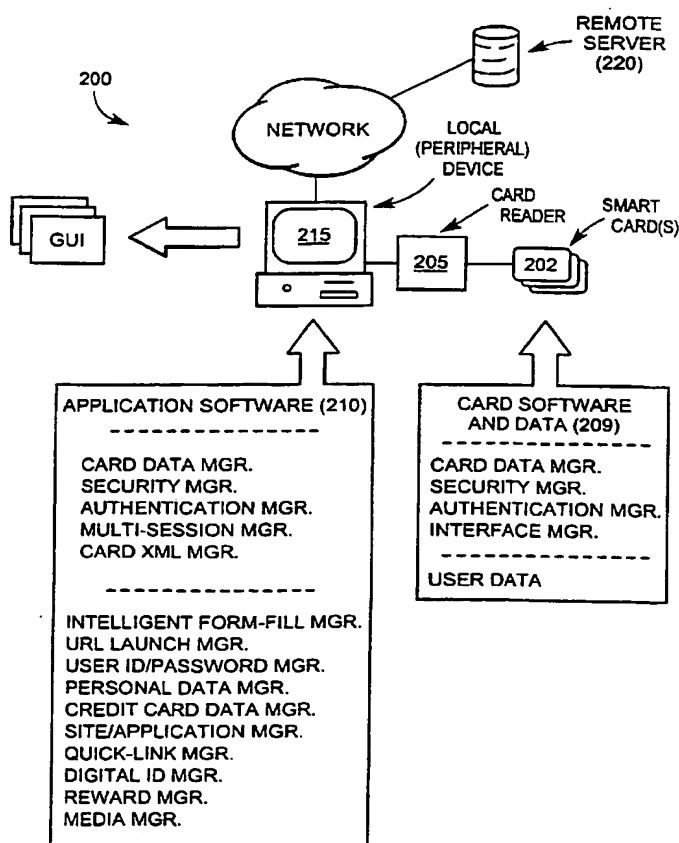 REMOTE
SERVER
(220)
200
NETWORK
LOCAL
(PERIPHERAL)
DEVICE
CARD
READER
SMART
CARD(S)
GUI
215
205
202
APPLICATION SOFTWARE (210)
CARD DATA MGR.
SECURITY MGR.
AUTHENTICATION MGR.
MULTI-SESSION MGR.
CARD XML MGR.
INTELLIGENT FORM-FILL MGR.
URL LAUNCH MGR.
USER ID/PASSWORD MGR.
PERSONAL DATA MGR.
CREDIT CARD DATA MGR.
SITE/APPLICATION MGR.
QUICK-LINK MGR.
DIGITAL ID MGR.
REWARD MGR.
MEDIA MGR.
CARD SOFTWARE
AND DATA (209)
CARD DATA MGR.
SECURITY MGR.
AUTHENTICATION MGR.
INTERFACE MGR.
USER DATA